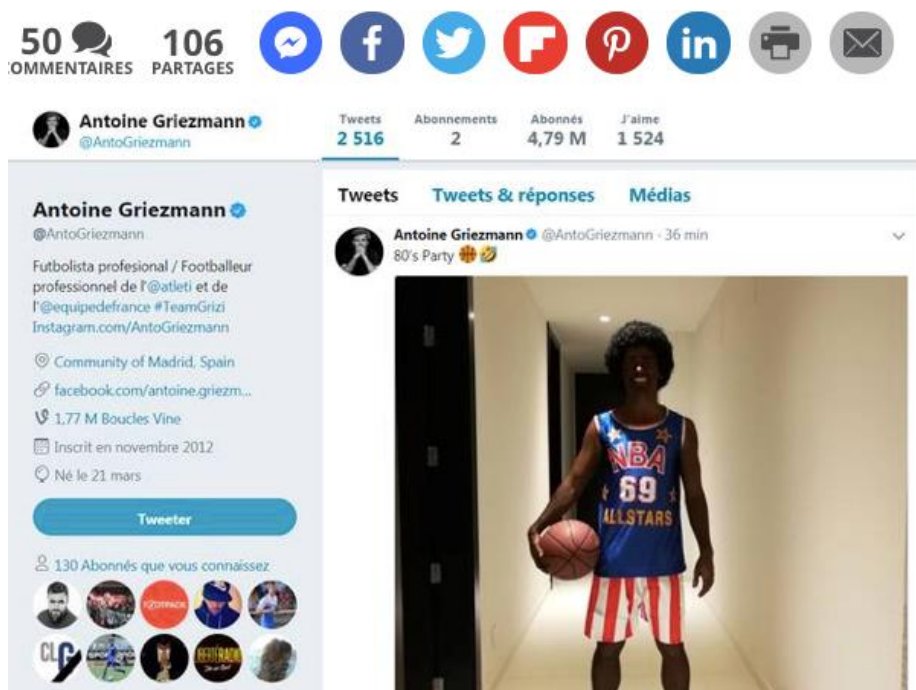 50
106
COMMENTAIRES
PARTAGES
Antoine Griezmann
@AntoGriezmann
Tweets
2 516
Abonnements
2
Abonnés
4,79 M
J'aime
1 524
Antoine Griezmann
@AntoGriezmann
Futbolista profesional / Footballeur
professionnel de l'@atleti et de
l'@equipedefrance #TeamGrizi
Instagram.com/AntoGriezmann
Community of Madrid, Spain
facebook.com/antoine.griezm...
1,77 M Boucles Vine
Inscrit en novembre 2012
Né le 21 mars
Tweeter
130 Abonnés que vous connaissez
Tweets Tweets & réponses Médias
Antoine Griezmann @AntoGriezmann · 36 min
80's Party
NBA
69
ALL STARS